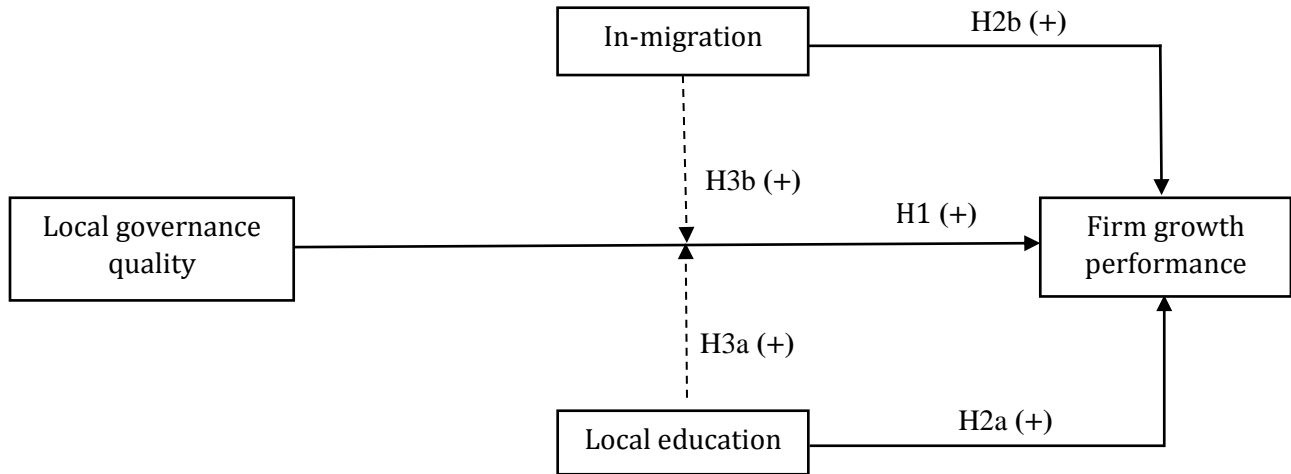 In-migration
H2b (+)
H3b (+)
Local governance
quality
H1 (+)
Firm growth
performance
H3a (+)
Local education
H2a (+)